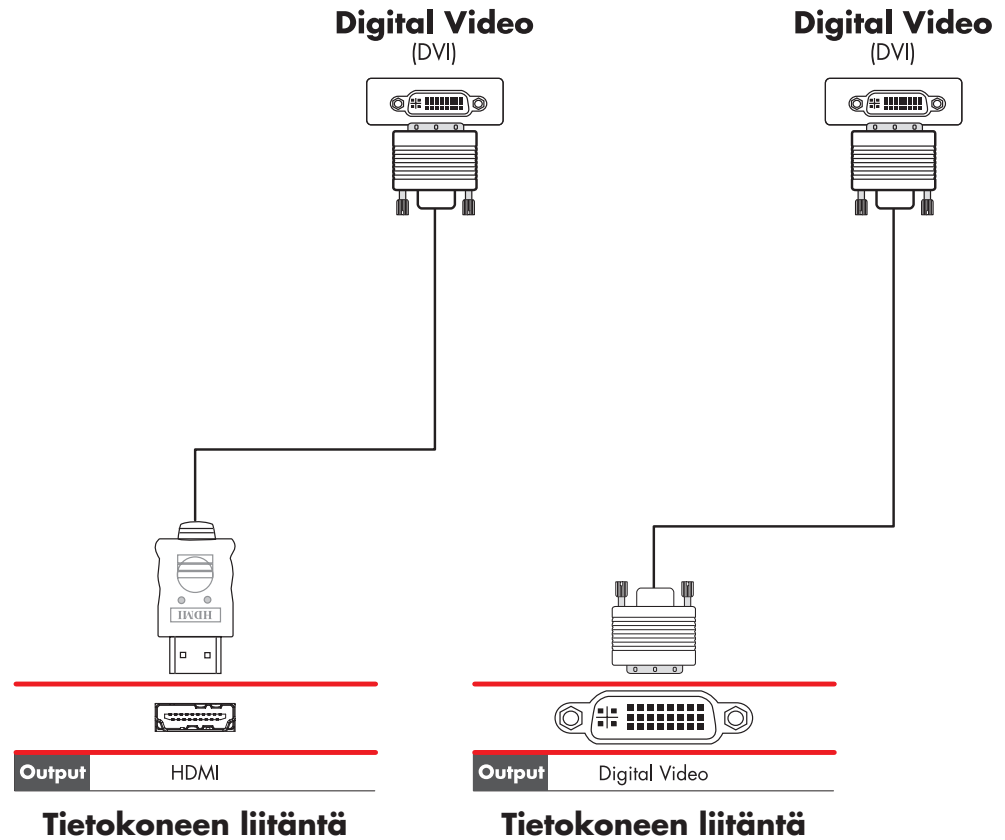 Digital Video
(DVI)
Digital Video
(DVI)
HDMI
Output HDMI
Output Digital Video
Tietokoneen liitäntä
Tietokoneen liitäntä